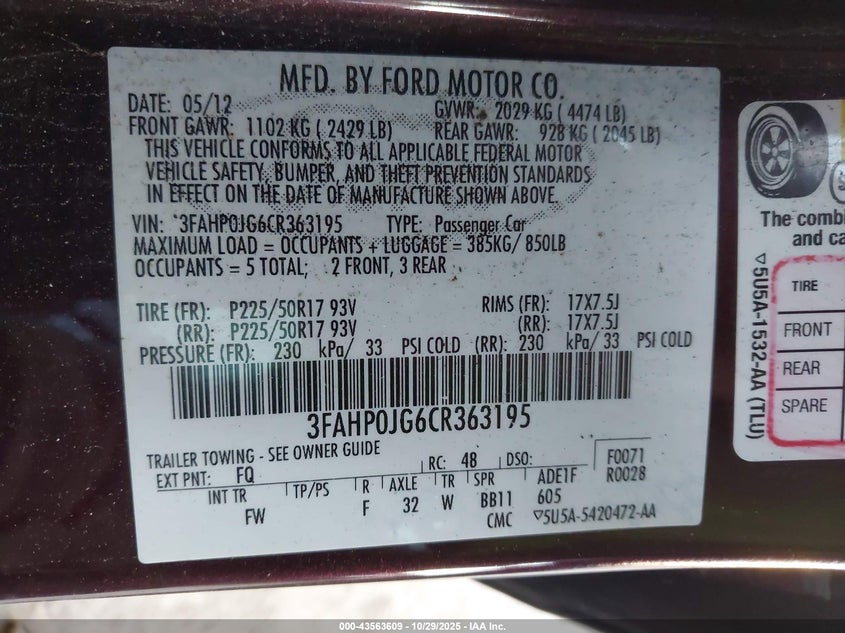 MFD. BY FORD MOTOR CO.
DATE: 05/12
GVWR: 2029 KG ( 4474 LB)
FRONT GAWR: 1102 KG ( 2429 LB)
REAR GAWR: 928 KG ( 2045 LB)
THIS VEHICLE CONFORMS TO ALL APPLICABLE FEDERAL MOTOR
VEHICLE SAFETY, BUMPER, AND THEFT PREVENTION STANDARDS
IN EFFECT ON THE DATE OF MANUFACTURE SHOWN ABOVE.
VIN: 3FAHP0JG6CR363195 TYPE: Passenger Car
MAXIMUM LOAD = OCCUPANTS + LUGGAGE = 385KG/ 850LB
OCCUPANTS = 5 TOTAL; 2 FRONT, 3 REAR
TIRE (FR): P225/50R17 93V RIMS (FR): 17X7.5J
(RR): P225/50R17 93V (RR): 17X7.5J
PRESSURE (FR): 230 kPa/ 33 PSI COLD (RR): 230 kPa/ 33 PSI COLD
3FAHP0JG6CR363195
TRAILER TOWING - SEE OWNER GUIDE
EXT PNT: FQ RC: 48 DSO: F0071
R0028
INT TR TP/PS R AXLE TR SPR ADE1F
FW F 32 W BB11 605
CMC ▽5U5A-5420472-AA
The combi
and ca
▽5U5A-1532-AA (TLU)
TIRE
FRONT
REAR
SPARE
000-43563609 - 10/29/2025 - IAA Inc.